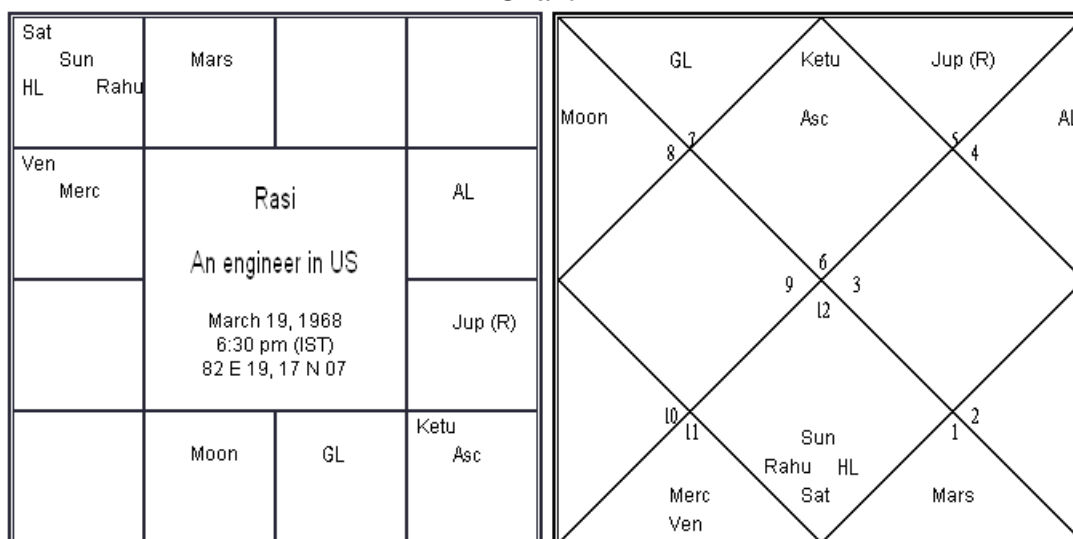 Sat
Sun
HL Rahu
Mars
Ven
Merc
Rasi
An engineer in US
March 19, 1968
6:30 pm (IST)
82 E 19, 17 N 07
AL
Jup (R)
Moon
GL
Ketu
Asc
GL
Ketu
Jup (R)
Moon
Asc
AL
7
5
8
4
6
9
3
12
10
2
11
1
Sun
Rahu HL
Merc
Sat
Mars
Ven